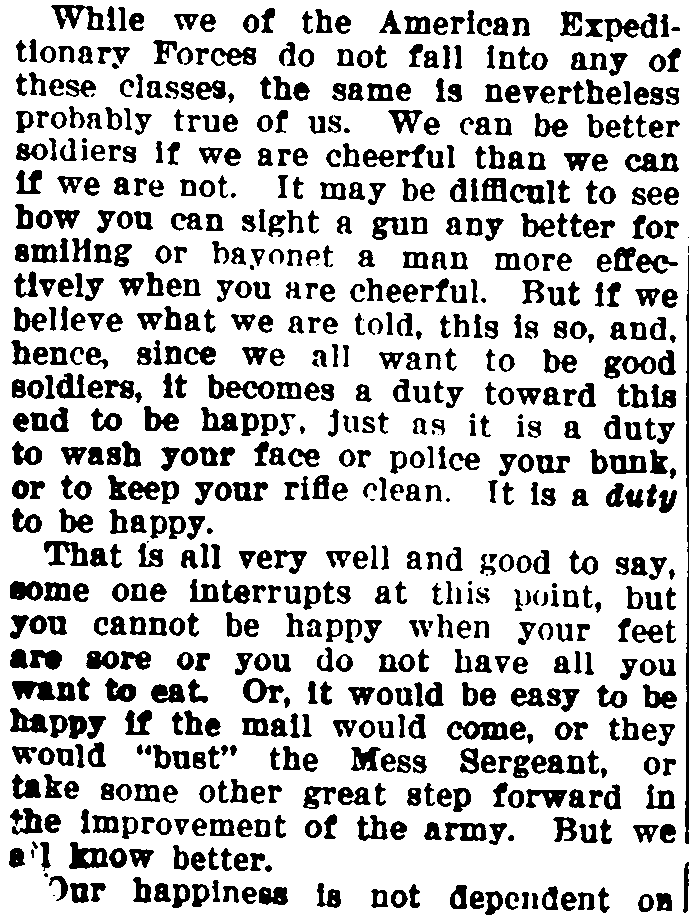 While we of the American Expedi-
tionary Forces do not fall into any of
these classes, the same is nevertheless
probably true of us. We can be better
soldiers if we are cheerful than we can
if we are not. It may be difficult to see
how you can sight a gun any better for
smiling or bayonet a man more effec-
tively when you are cheerful. But if we
believe what we are told, this is so, and,
hence, since we all want to be good
soldiers, it becomes a duty toward this
end to be happy, just as it is a duty
to wash your face or police your bunk,
or to keep your rifle clean. It is a duty
to be happy.
That is all very well and good to say,
some one interrupts at this point, but
you cannot be happy when your feet
are sore or you do not have all you
want to eat. Or, it would be easy to be
happy if the mail would come, or they
would "bust" the Mess Sergeant, or
take some other great step forward in
the improvement of the army. But we
all know better.
Our happiness is not dependent on